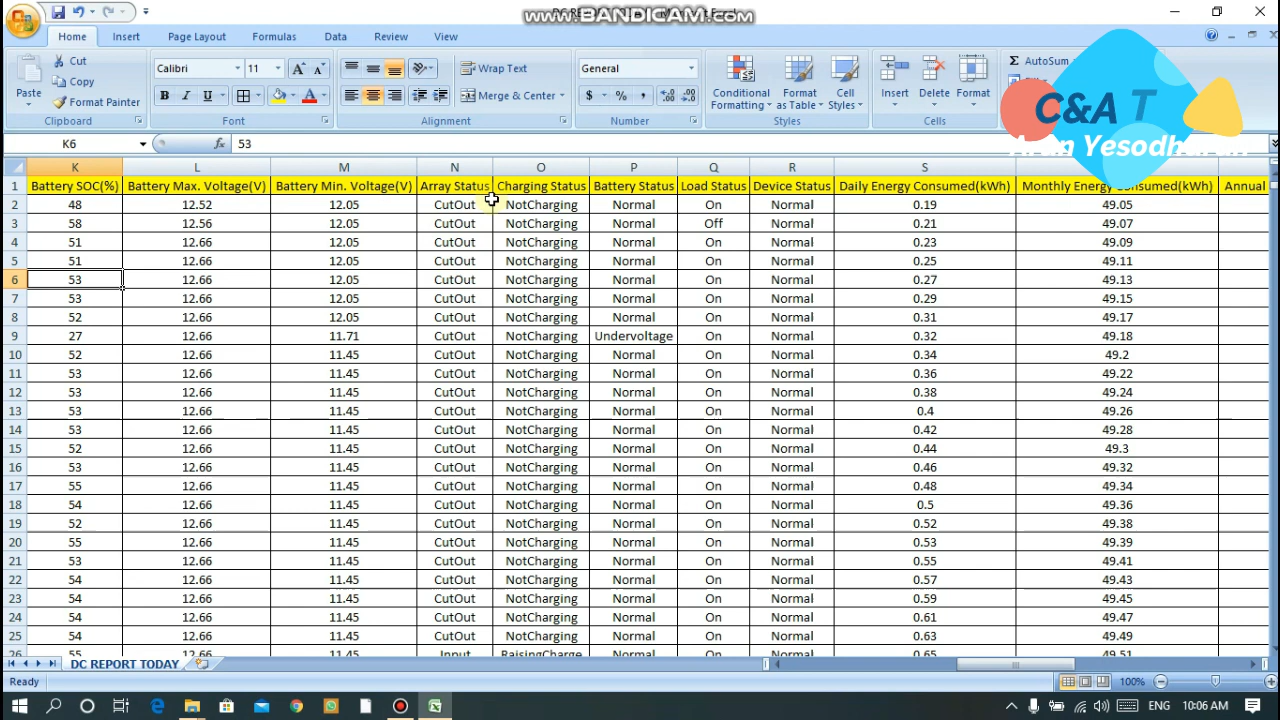 www.BANDICAM.com
Home Insert Page Layout Formulas Data Review View
Paste
Cut
Copy
Format Painter
Clipboard
Calibri 11
B I U
Font
Wrap Text
Merge & Center
Alignment
General
$ % ,
Number
Conditional Formatting
Format as Table
Cell Styles
Styles
Insert Delete Format
Cells
Σ AutoSum
C&A T
Arun Yesodharan
K6 fx 53
K L M N O P Q R S T
1 Battery SOC(%) Battery Max. Voltage(V) Battery Min. Voltage(V) Array Status Charging Status Battery Status Load Status Device Status Daily Energy Consumed(kWh) Monthly Energy Consumed(kWh) Annual
2 48 12.52 12.05 CutOut NotCharging Normal On Normal 0.19 49.05
3 58 12.56 12.05 CutOut NotCharging Normal Off Normal 0.21 49.07
4 51 12.66 12.05 CutOut NotCharging Normal On Normal 0.23 49.09
5 51 12.66 12.05 CutOut NotCharging Normal On Normal 0.25 49.11
6 53 12.66 12.05 CutOut NotCharging Normal On Normal 0.27 49.13
7 53 12.66 12.05 CutOut NotCharging Normal On Normal 0.29 49.15
8 52 12.66 12.05 CutOut NotCharging Normal On Normal 0.31 49.17
9 27 12.66 11.71 CutOut NotCharging Undervoltage On Normal 0.32 49.18
10 52 12.66 11.45 CutOut NotCharging Normal On Normal 0.34 49.2
11 53 12.66 11.45 CutOut NotCharging Normal On Normal 0.36 49.22
12 53 12.66 11.45 CutOut NotCharging Normal On Normal 0.38 49.24
13 53 12.66 11.45 CutOut NotCharging Normal On Normal 0.4 49.26
14 53 12.66 11.45 CutOut NotCharging Normal On Normal 0.42 49.28
15 52 12.66 11.45 CutOut NotCharging Normal On Normal 0.44 49.3
16 53 12.66 11.45 CutOut NotCharging Normal On Normal 0.46 49.32
17 55 12.66 11.45 CutOut NotCharging Normal On Normal 0.48 49.34
18 54 12.66 11.45 CutOut NotCharging Normal On Normal 0.5 49.36
19 52 12.66 11.45 CutOut NotCharging Normal On Normal 0.52 49.38
20 55 12.66 11.45 CutOut NotCharging Normal On Normal 0.53 49.39
21 53 12.66 11.45 CutOut NotCharging Normal On Normal 0.55 49.41
22 54 12.66 11.45 CutOut NotCharging Normal On Normal 0.57 49.43
23 54 12.66 11.45 CutOut NotCharging Normal On Normal 0.59 49.45
24 54 12.66 11.45 CutOut NotCharging Normal On Normal 0.61 49.47
25 54 12.66 11.45 CutOut NotCharging Normal On Normal 0.63 49.49
26 55 12.66 11.45 Input RaisingCharge Normal On Normal 0.65 49.51
DC REPORT TODAY
Ready 100%
ENG 10:06 AM